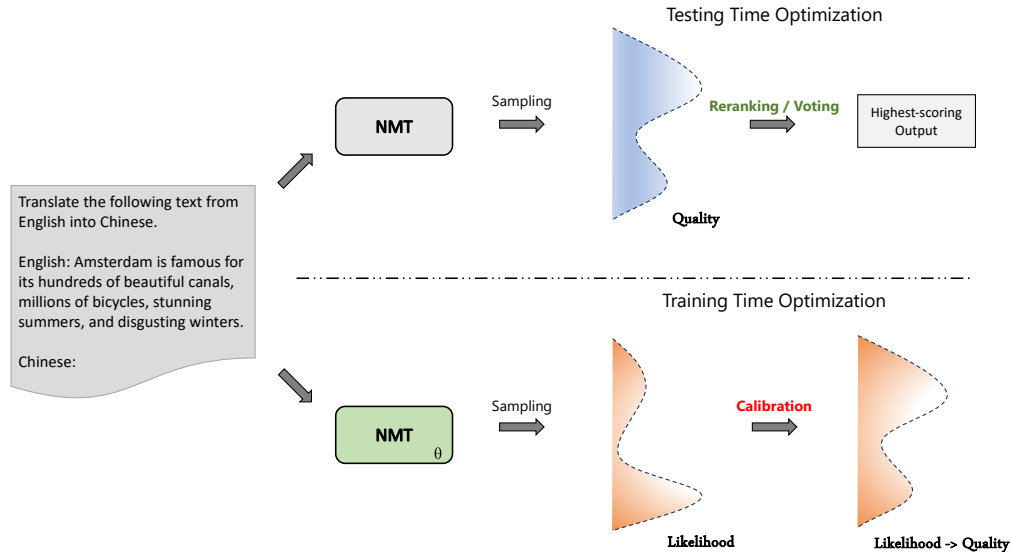 Testing Time Optimization
Sampling
NMT
Reranking / Voting
Highest-scoring
Output
Quality
Translate the following text from
English into Chinese.
English: Amsterdam is famous for
its hundreds of beautiful canals,
millions of bicycles, stunning
summers, and disgusting winters.
Chinese:
Training Time Optimization
Sampling
NMT
θ
Calibration
Likelihood
Likelihood -> Quality